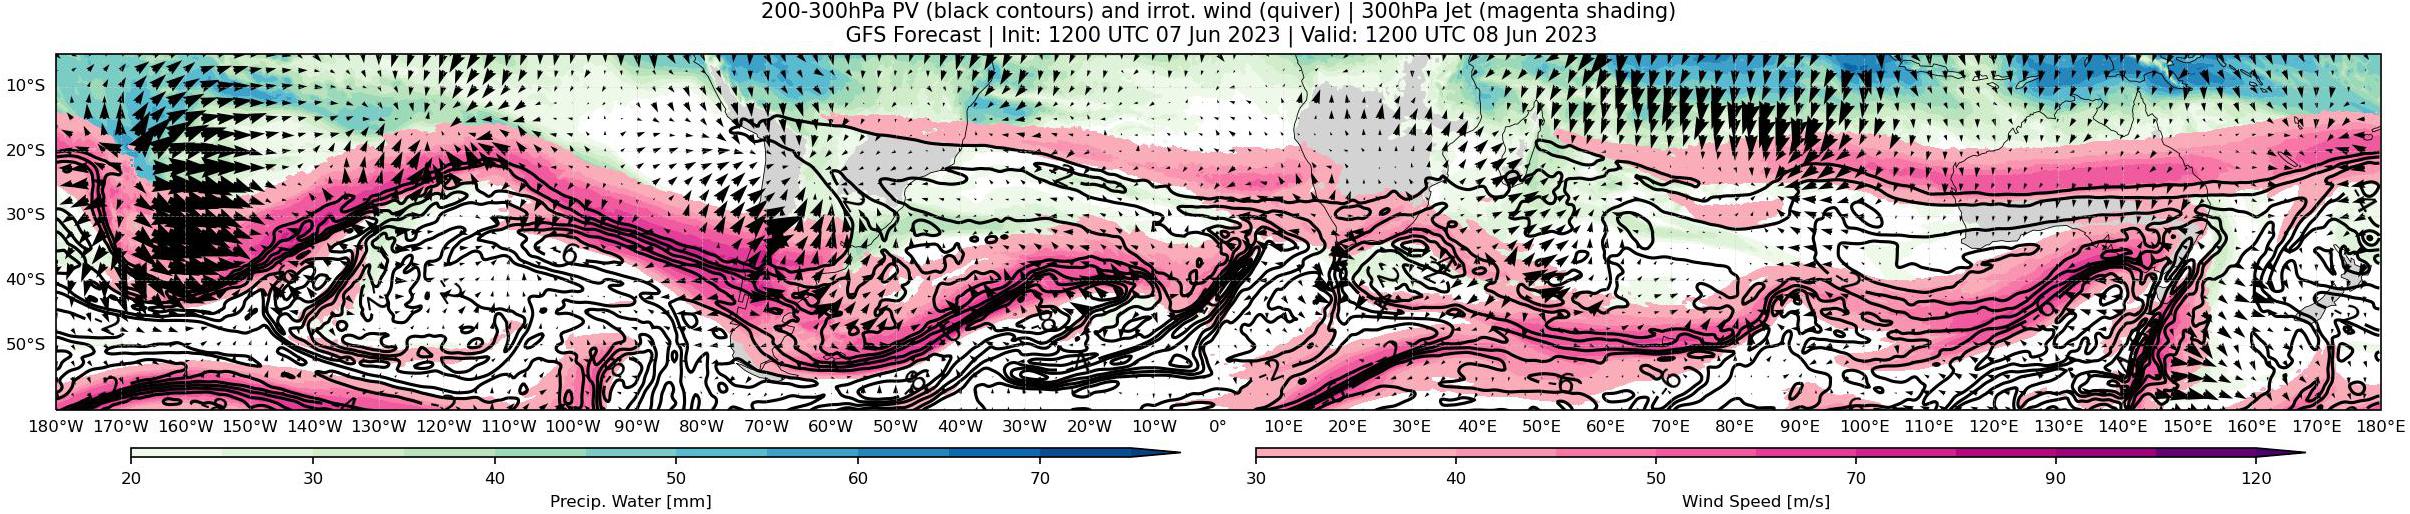 200-300hPa PV (black contours) and irrot. wind (quiver) | 300hPa Jet (magenta shading)
GFS Forecast | Init: 1200 UTC 07 Jun 2023 | Valid: 1200 UTC 08 Jun 2023
10°S
20°S
30°S
40°S
50°S
180°W 170°W 160°W 150°W 140°W 130°W 120°W 110°W 100°W 90°W 80°W 70°W 60°W 50°W 40°W 30°W 20°W 10°W 0° 10°E 20°E 30°E 40°E 50°E 60°E 70°E 80°E 90°E 100°E 110°E 120°E 130°E 140°E 150°E 160°E 170°E 180°E
20 30 40 50 60 70
Precip. Water [mm]
30 40 50 70 90 120
Wind Speed [m/s]